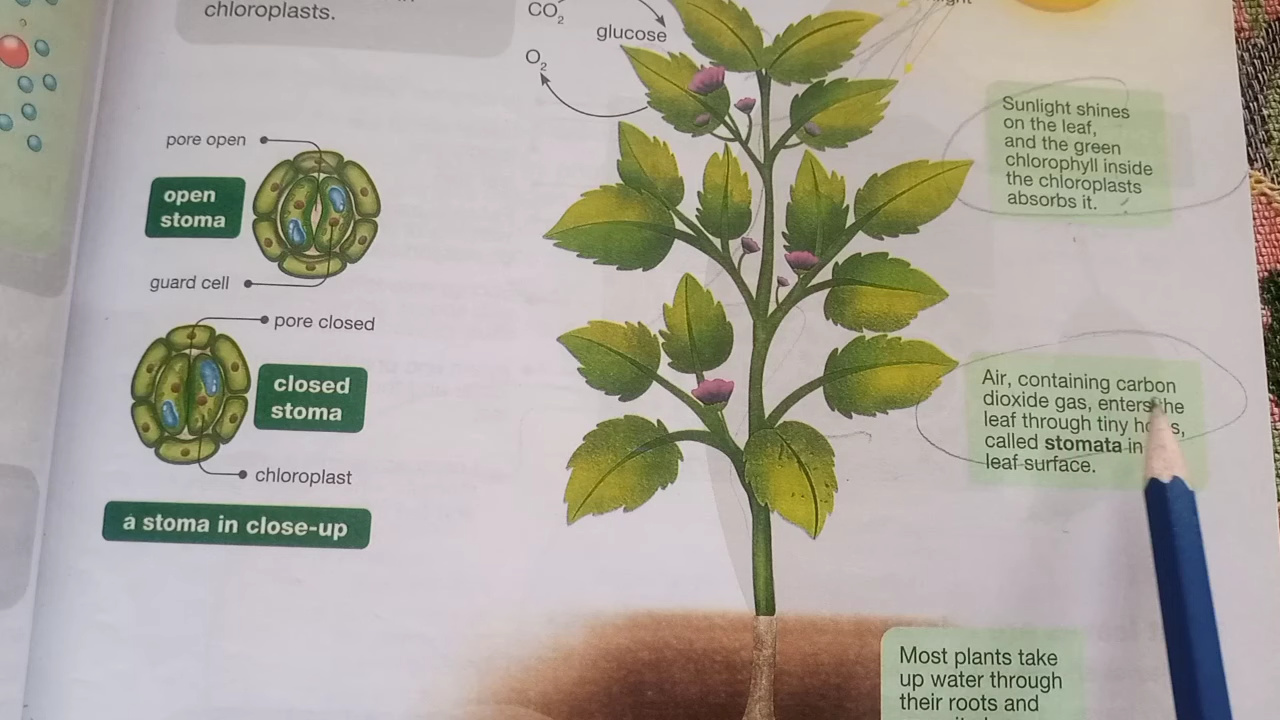 chloroplasts.
CO2
glucose
O2
pore open
open
stoma
guard cell
pore closed
closed
stoma
chloroplast
a stoma in close-up
Sunlight shines
on the leaf,
and the green
chlorophyll inside
the chloroplasts
absorbs it.
Air, containing carbon
dioxide gas, enters the
leaf through tiny
called stomata in
leaf surface.
Most plants take
up water through
their roots and